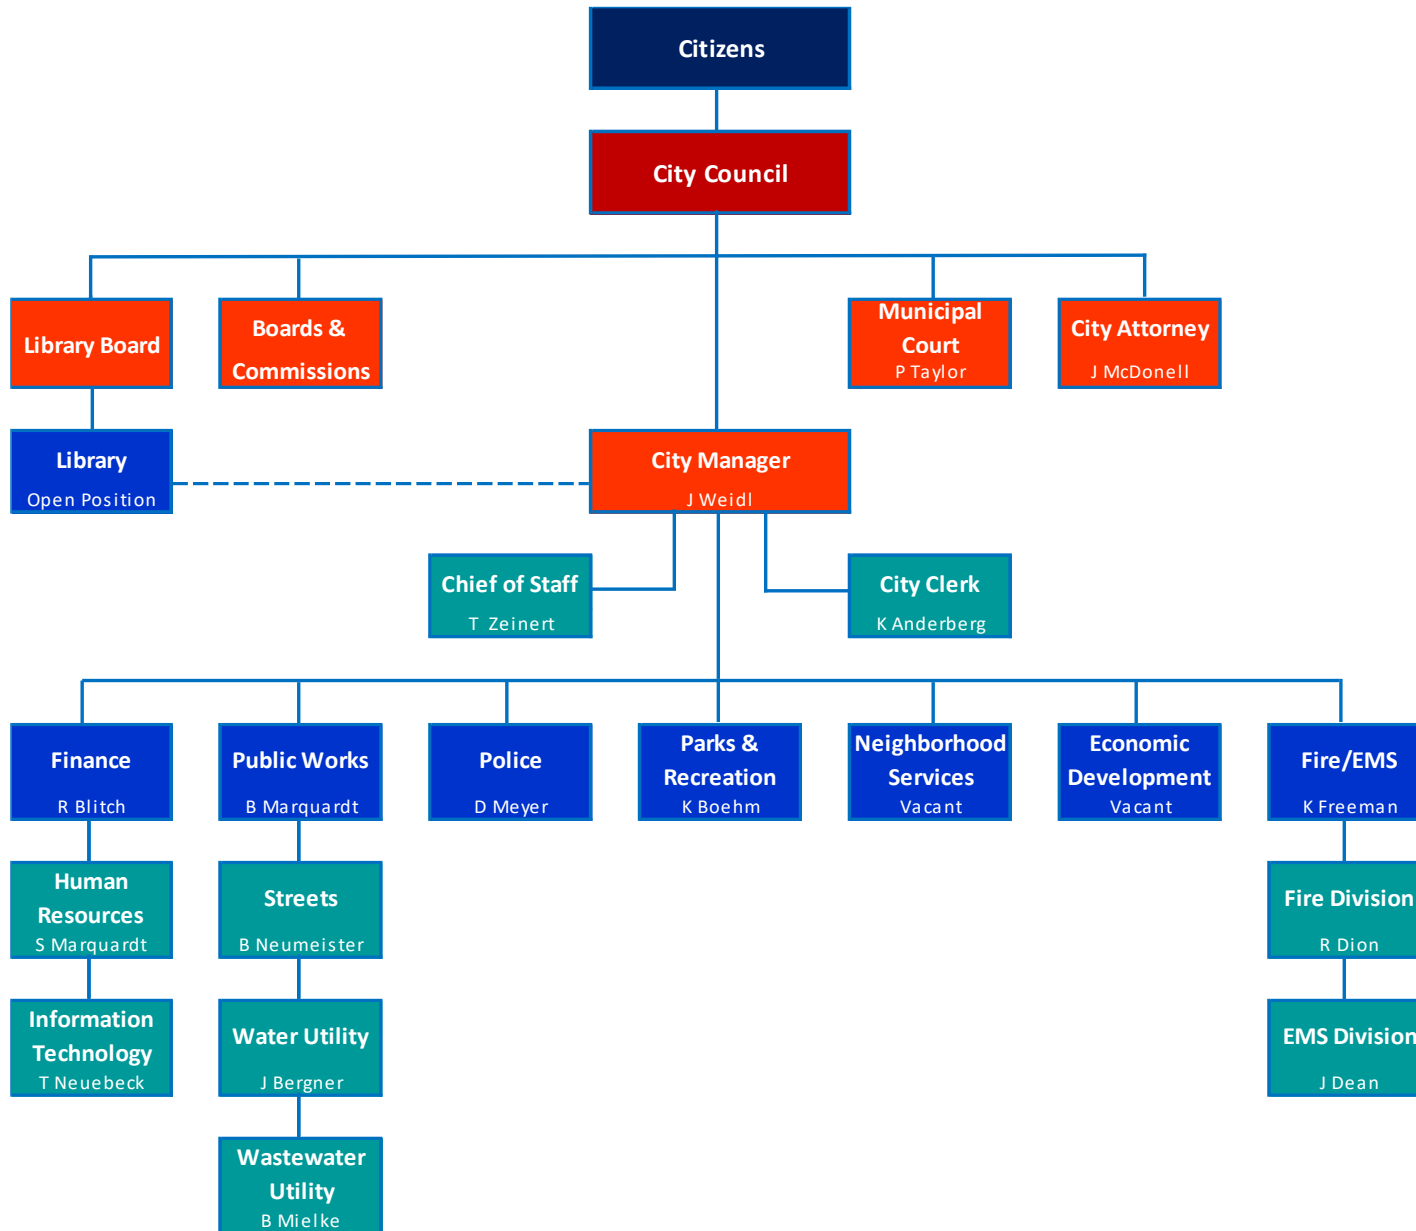 Citizens
City Council
Library Board
Boards &
Commissions
Municipal
Court
P Taylor
City Attorney
J McDonell
Library
Open Position
City Manager
J Weidl
Chief of Staff
T Zeinert
City Clerk
K Anderberg
Finance
R Blitch
Public Works
B Marquardt
Police
D Meyer
Parks &
Recreation
K Boehm
Neighborhood
Services
Vacant
Economic
Development
Vacant
Fire/EMS
K Freeman
Human
Resources
S Marquardt
Streets
B Neumeister
Fire Division
R Dion
Information
Technology
T Neuebeck
Water Utility
J Bergner
EMS Division
J Dean
Wastewater
Utility
B Mielke